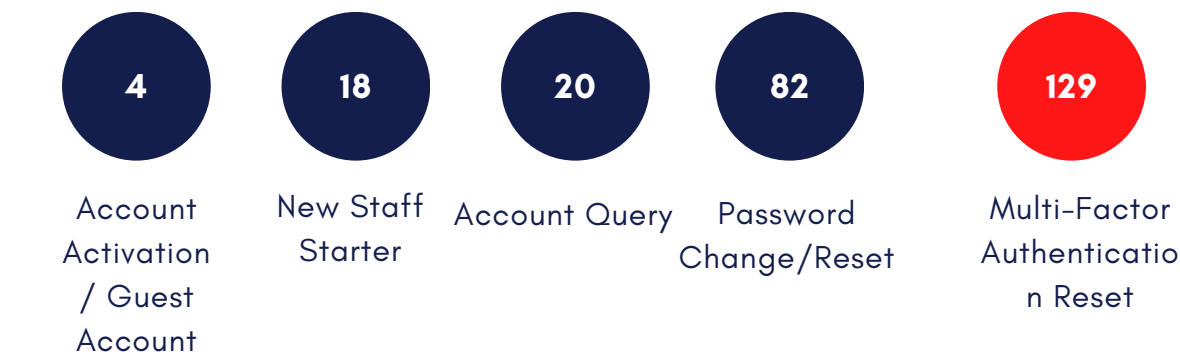 4
18
20
82
129
Account
Activation
/ Guest
Account
New Staff
Starter
Account Query
Password
Change/Reset
Multi-Factor
Authenticatio
n Reset